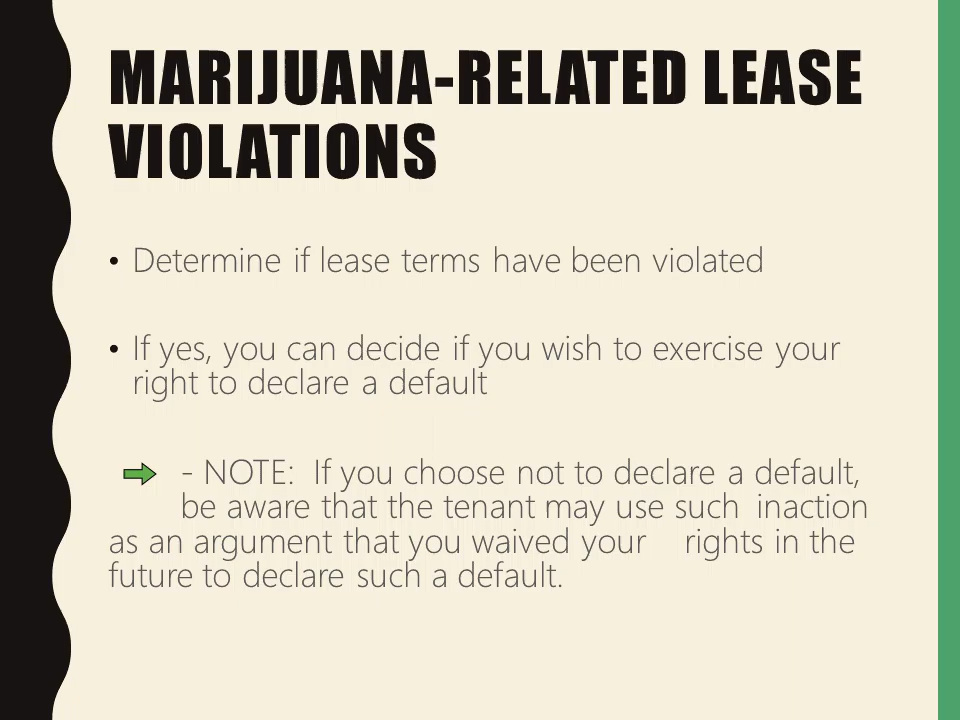 MARIJUANA-RELATED LEASE
VIOLATIONS
• Determine if lease terms have been violated
• If yes, you can decide if you wish to exercise your
right to declare a default
- NOTE:  If you choose not to declare a default,
be aware that the tenant may use such  inaction
as an argument that you waived your    rights in the
future to declare such a default.